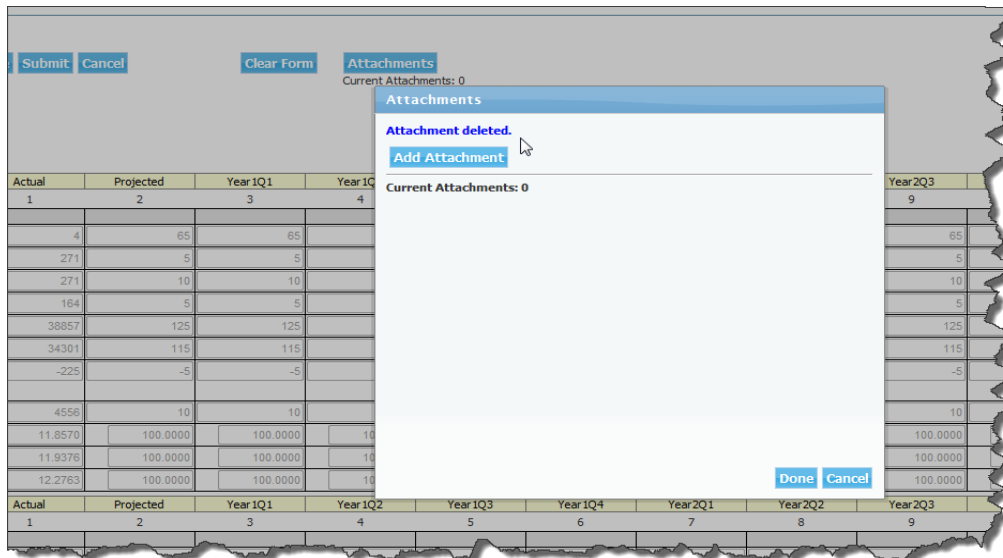 Submit Cancel Clear Form Attachments
Current Attachments: 0
Attachments
Attachment deleted.
Add Attachment
Current Attachments: 0
Actual Projected Year1Q1 Year2Q3
1 2 3 4 9
4 65 65 65
271 5 5 5
271 10 10 10
164 5 5 5
38857 125 125 125
34301 115 115 115
-225 -5 -5 -5
4556 10 10 10
11.8570 100.0000 100.0000 100.0000
11.9376 100.0000 100.0000 100.0000
12.2763 100.0000 100.0000 100.0000
Done Cancel
Actual Projected Year1Q1 Year1Q2 Year1Q3 Year1Q4 Year2Q1 Year2Q2 Year2Q3
1 2 3 4 5 6 7 8 9